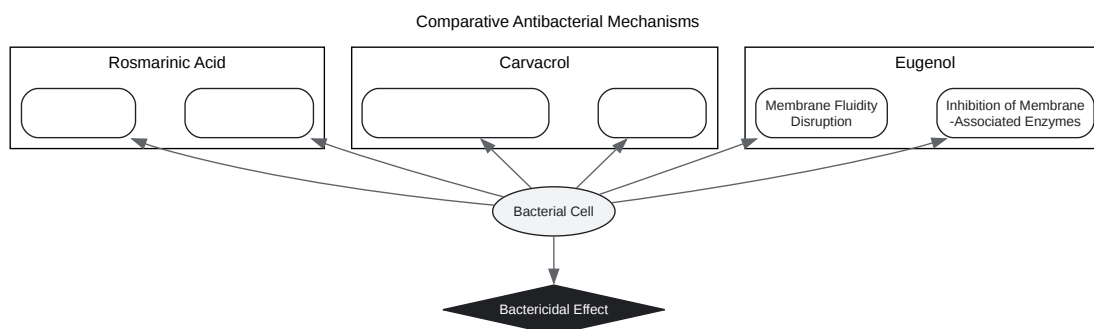 Comparative Antibacterial Mechanisms
Rosmarinic Acid
Carvacrol
Eugenol
Membrane Fluidity
Disruption
Inhibition of Membrane
-Associated Enzymes
Bacterial Cell
Bactericidal Effect